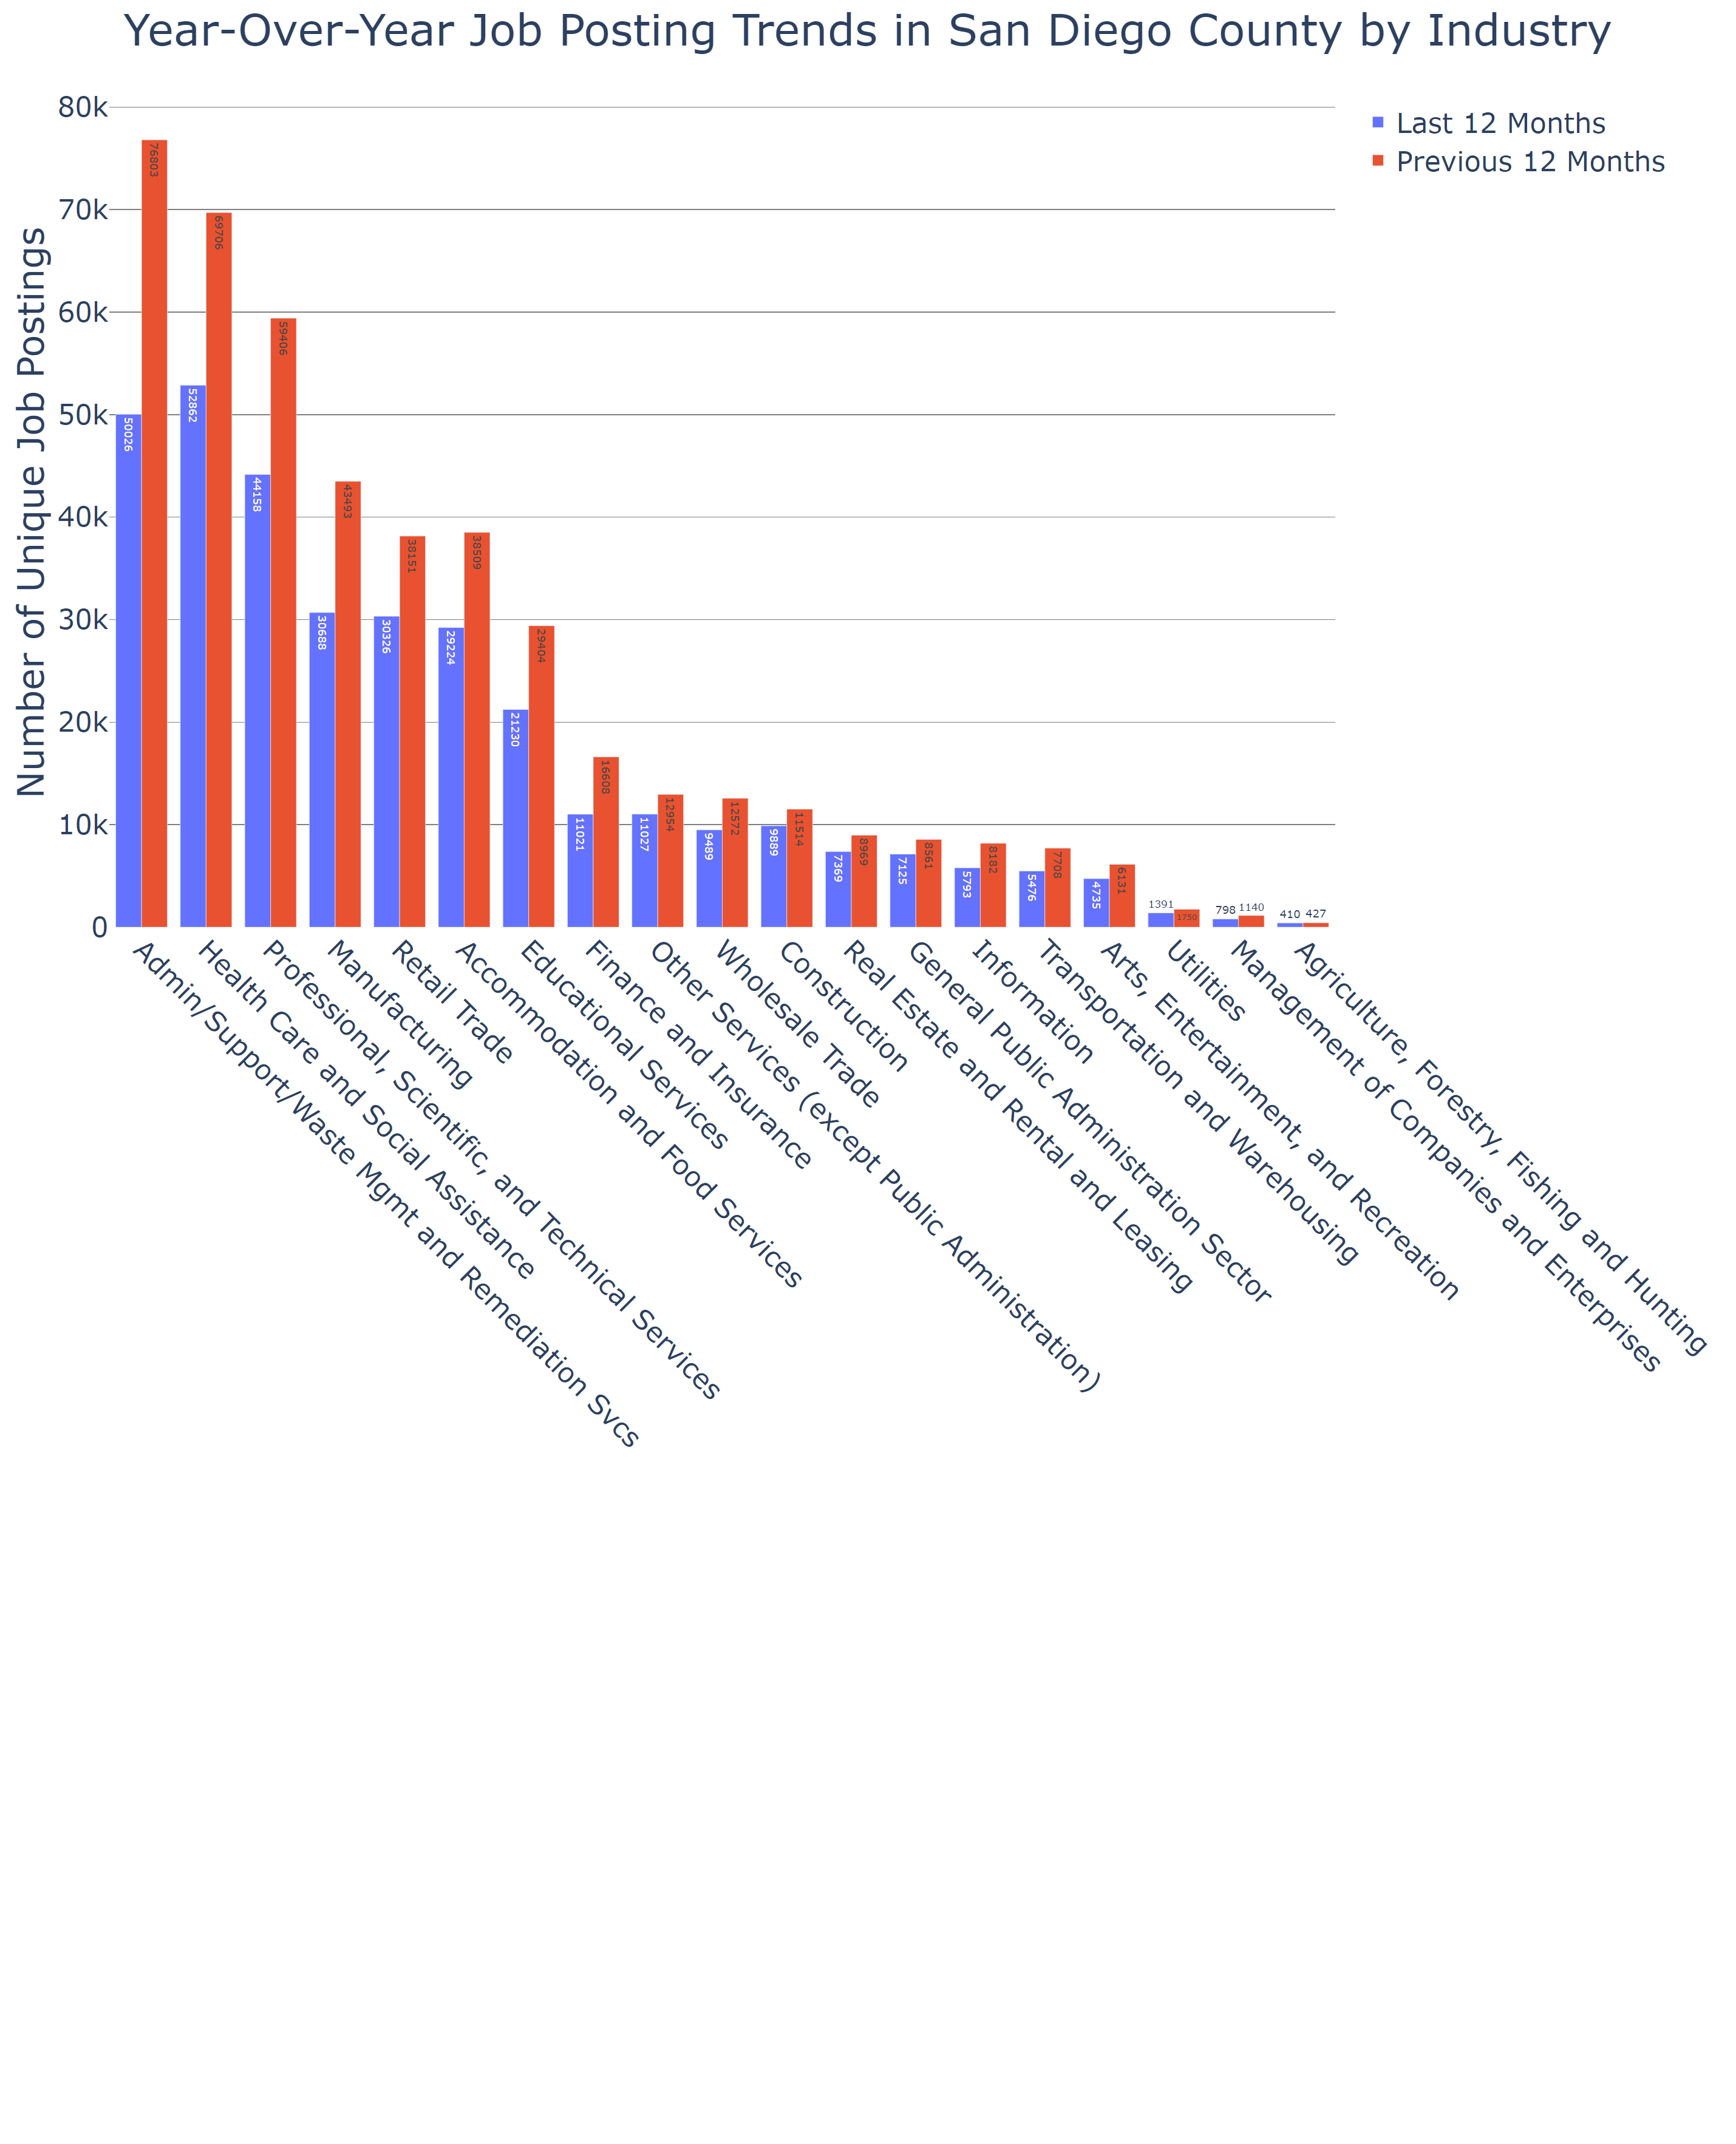 Year-Over-Year Job Posting Trends in San Diego County by Industry
Last 12 Months
Previous 12 Months
Number of Unique Job Postings
80k
70k
60k
50k
40k
30k
20k
10k
0
50026
76803
52862
69706
44158
59406
30688
43493
30326
38151
29224
38509
21230
29404
11021
16608
11027
12954
9489
12572
9889
11514
7369
8969
7125
8561
5793
8182
5476
7708
4735
6131
1391
1750
798
1140
410
427
Admin/Support/Waste Mgmt and Remediation Svcs
Health Care and Social Assistance
Professional, Scientific, and Technical Services
Manufacturing
Retail Trade
Accommodation and Food Services
Educational Services
Finance and Insurance
Other Services (except Public Administration)
Wholesale Trade
Construction
Real Estate and Rental and Leasing
General Public Administration Sector
Information
Transportation and Warehousing
Arts, Entertainment, and Recreation
Utilities
Management of Companies and Enterprises
Agriculture, Forestry, Fishing and Hunting